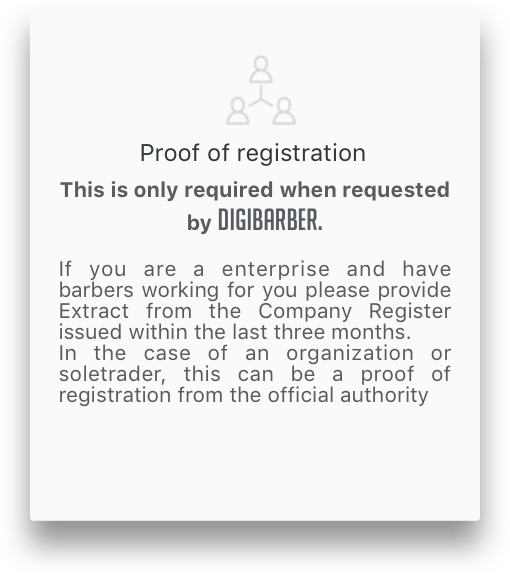 Proof of registration
This is only required when requested
by DIGIBARBER.
If you are a enterprise and have
barbers working for you please provide
Extract from the Company Register
issued within the last three months.
In the case of an organization or
soletrader, this can be a proof of
registration from the official authority